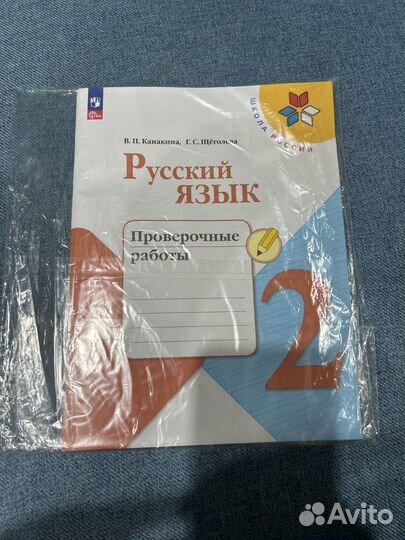 ШКОЛА РОССИИ
В. П. Канакина, Г. С. Щёголева
Русский
язык
Проверочные
работы
2
Avito